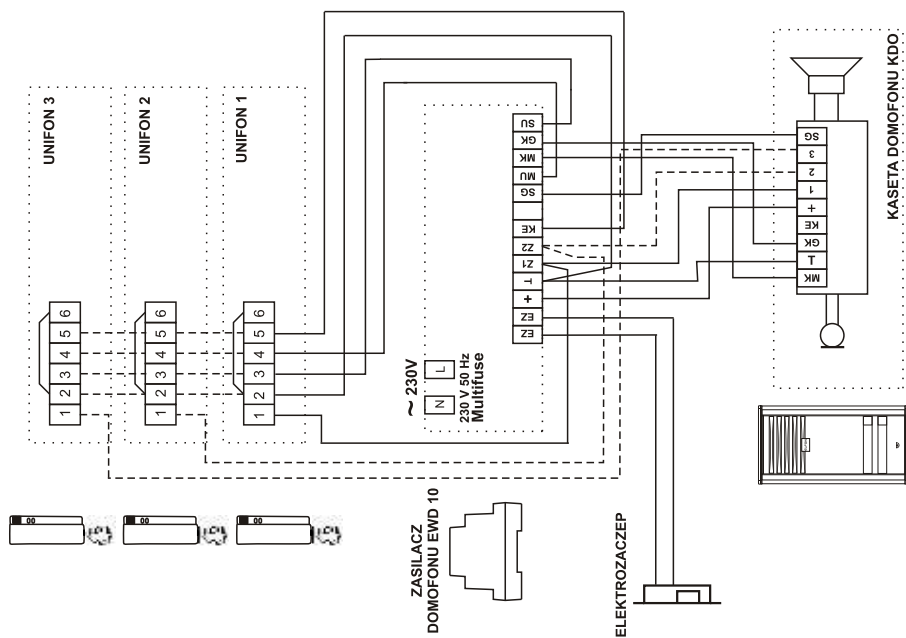 UNIFON 3
UNIFON 2
UNIFON 1
1 2 3 4 5 6
1 2 3 4 5 6
1 2 3 4 5 6
~ 230V
N L
230 V 50 Hz
Multifuse
EZ EZ + ⊥ Z1 Z2 KE SG MU MK GK SU
KASETA DOMOFONU KDO
MK ⊥ GK KE + 1 2 3 SG
ZASILACZ
DOMOFONU EWD 10
ELEKTROZACZEP